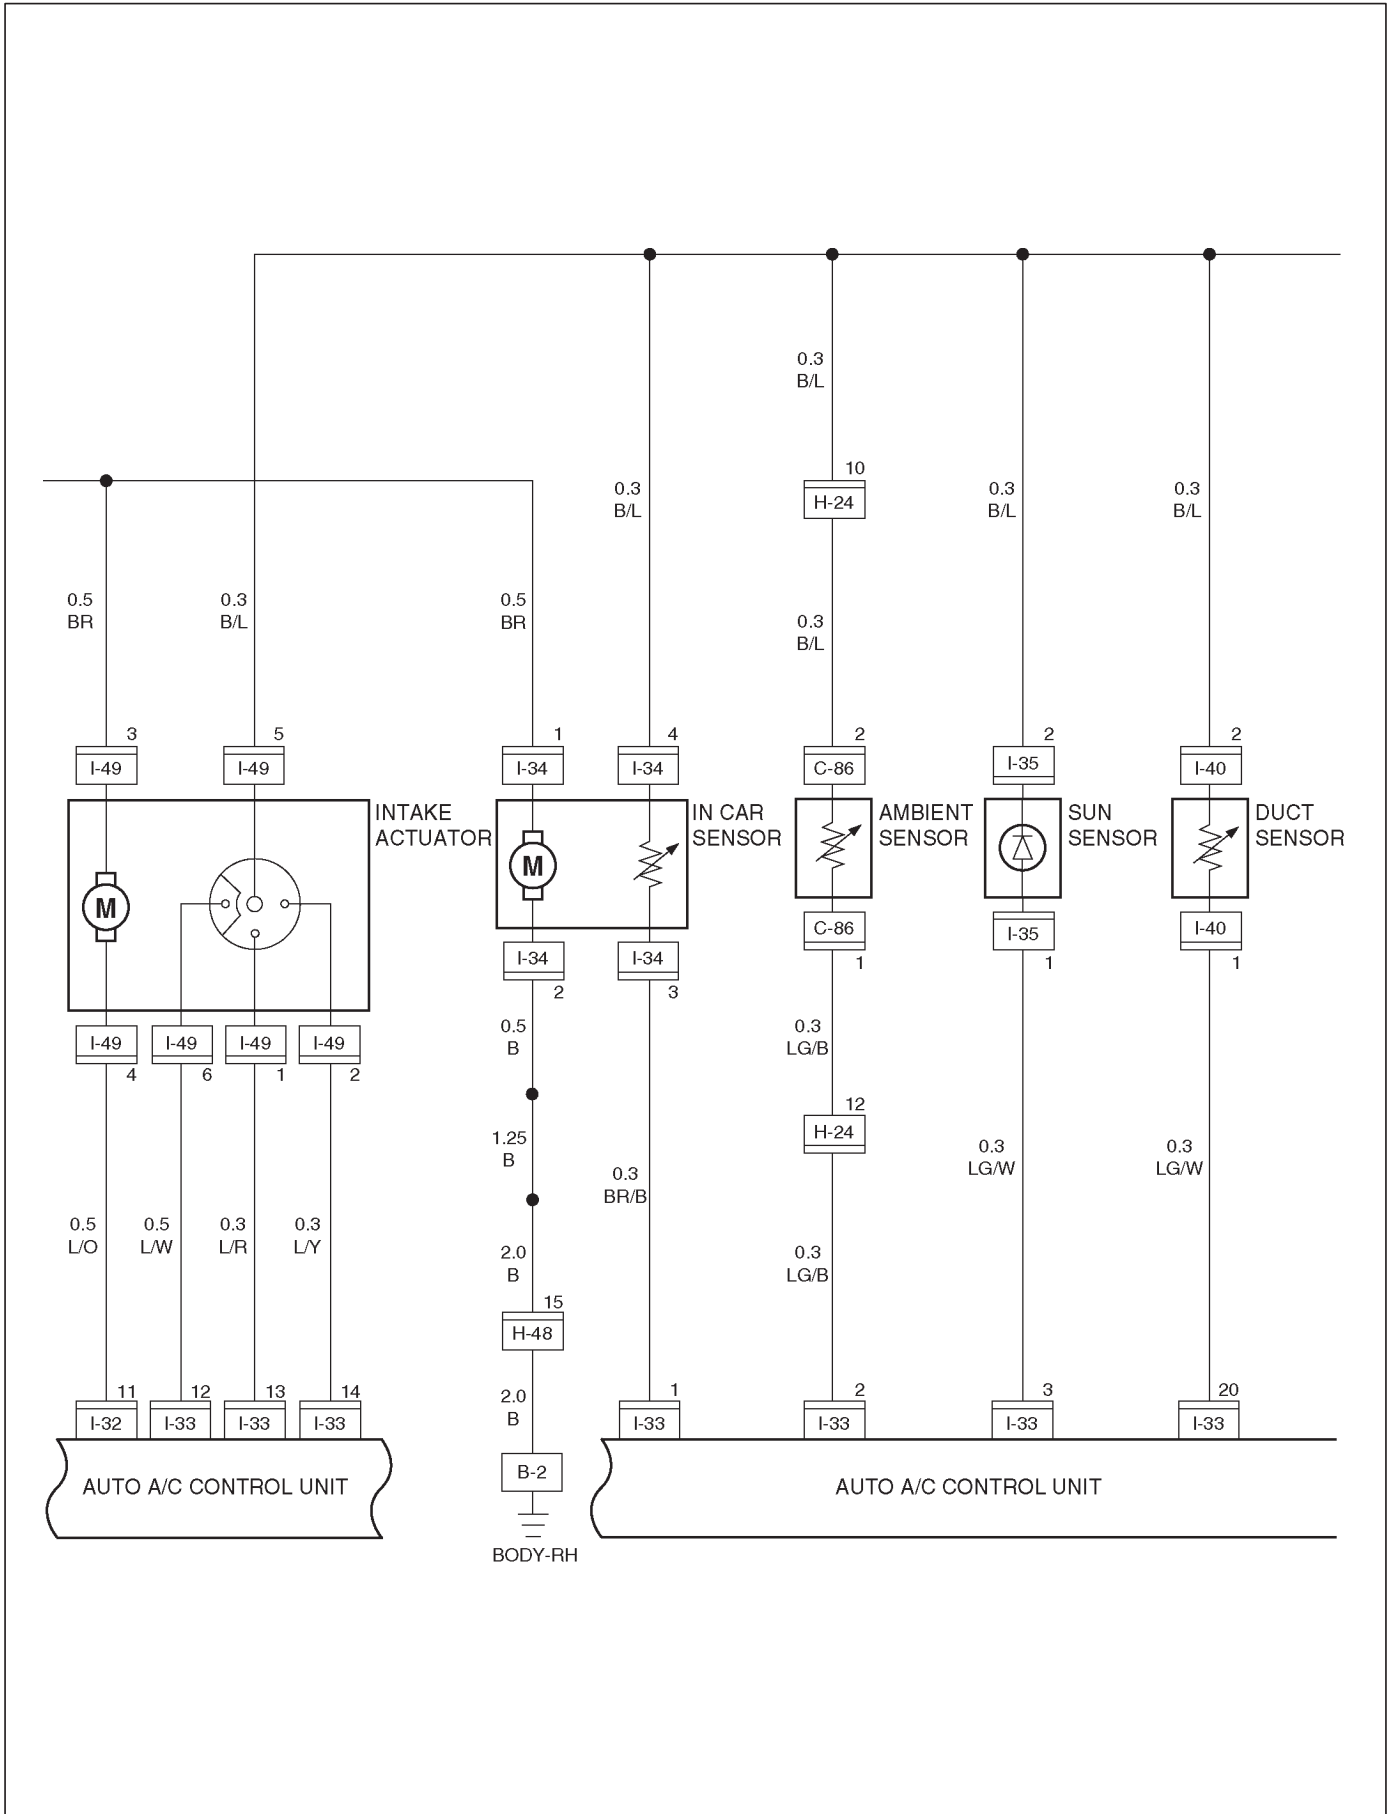 0.3
B/L
10
H-24
0.3
B/L
0.3
B/L
0.3
B/L
0.5
BR
0.3
B/L
0.5
BR
0.3
B/L
3
5
1
4
2
2
2
I-49
I-49
I-34
I-34
C-86
I-35
I-40
INTAKE
ACTUATOR
IN CAR
SENSOR
AMBIENT
SENSOR
SUN
SENSOR
DUCT
SENSOR
M
M
C-86
I-35
I-40
1
1
1
I-34
I-34
2
3
I-49
I-49
I-49
I-49
4
6
1
2
0.5
B
0.3
LG/B
12
H-24
1.25
B
0.3
BR/B
0.3
LG/W
0.3
LG/W
0.5
L/O
0.5
L/W
0.3
L/R
0.3
L/Y
2.0
B
0.3
LG/B
15
H-48
2.0
B
11
12
13
14
1
2
3
20
I-32
I-33
I-33
I-33
I-33
I-33
I-33
I-33
B-2
AUTO A/C CONTROL UNIT
AUTO A/C CONTROL UNIT
BODY-RH